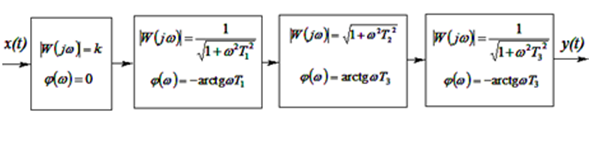 x(t)
|W(jω)| = k
φ(ω) = 0
|W(jω)| = 1/√(1+ω²T₁²)
φ(ω) = −arctgωT₁
|W(jω)| = √(1+ω²T₂²)
φ(ω) = arctgωT₃
|W(jω)| = 1/√(1+ω²T₃²)
φ(ω) = −arctgωT₃
y(t)